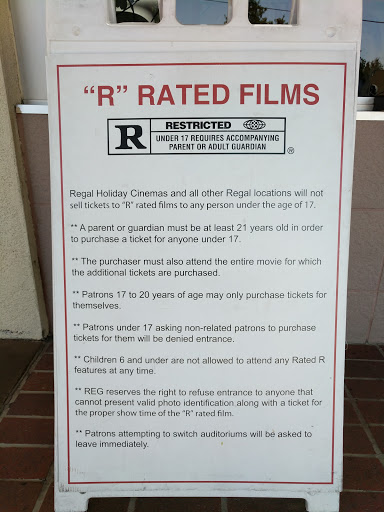 “R” RATED FILMS
R
RESTRICTED
UNDER 17 REQUIRES ACCOMPANYING
PARENT OR ADULT GUARDIAN
®
Regal Holiday Cinemas and all other Regal locations will not
sell tickets to “R” rated films to any person under the age of 17.
** A parent or guardian must be at least 21 years old in order
to purchase a ticket for anyone under 17.
** The purchaser must also attend the entire movie for which
the additional tickets are purchased.
** Patrons 17 to 20 years of age may only purchase tickets for
themselves.
** Patrons under 17 asking non-related patrons to purchase
tickets for them will be denied entrance.
** Children 6 and under are not allowed to attend any Rated R
features at any time.
** REG reserves the right to refuse entrance to anyone that
cannot present valid photo identification along with a ticket for
the proper show time of the “R” rated film.
** Patrons attempting to switch auditoriums will be asked to
leave immediately.